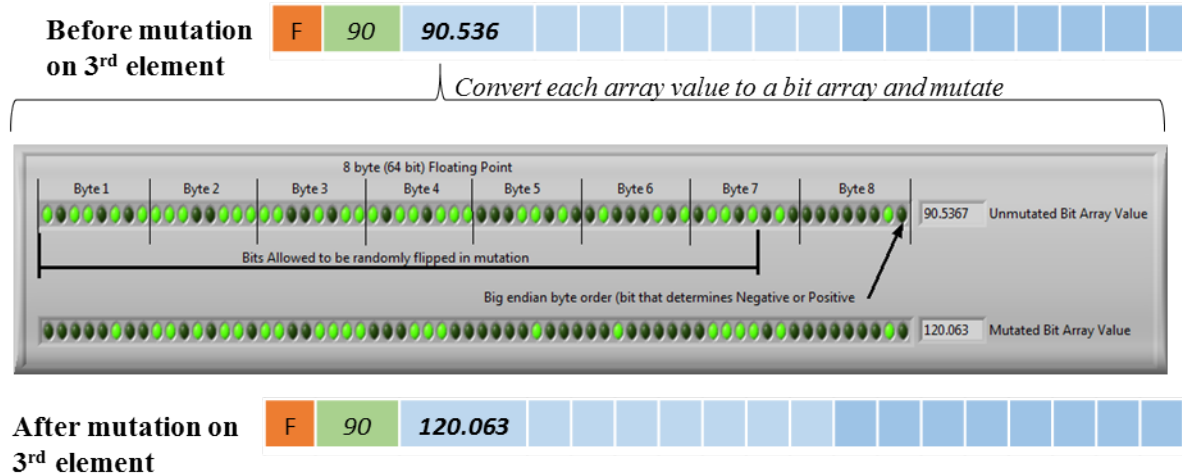 Before mutation
on 3rd element
F 90 90.536
Convert each array value to a bit array and mutate
8 byte (64 bit) Floating Point
Byte 1 Byte 2 Byte 3 Byte 4 Byte 5 Byte 6 Byte 7 Byte 8
90.5367 Unmutated Bit Array Value
Bits Allowed to be randomly flipped in mutation
Big endian byte order (bit that determines Negative or Positive
120.063 Mutated Bit Array Value
After mutation on
3rd element
F 90 120.063